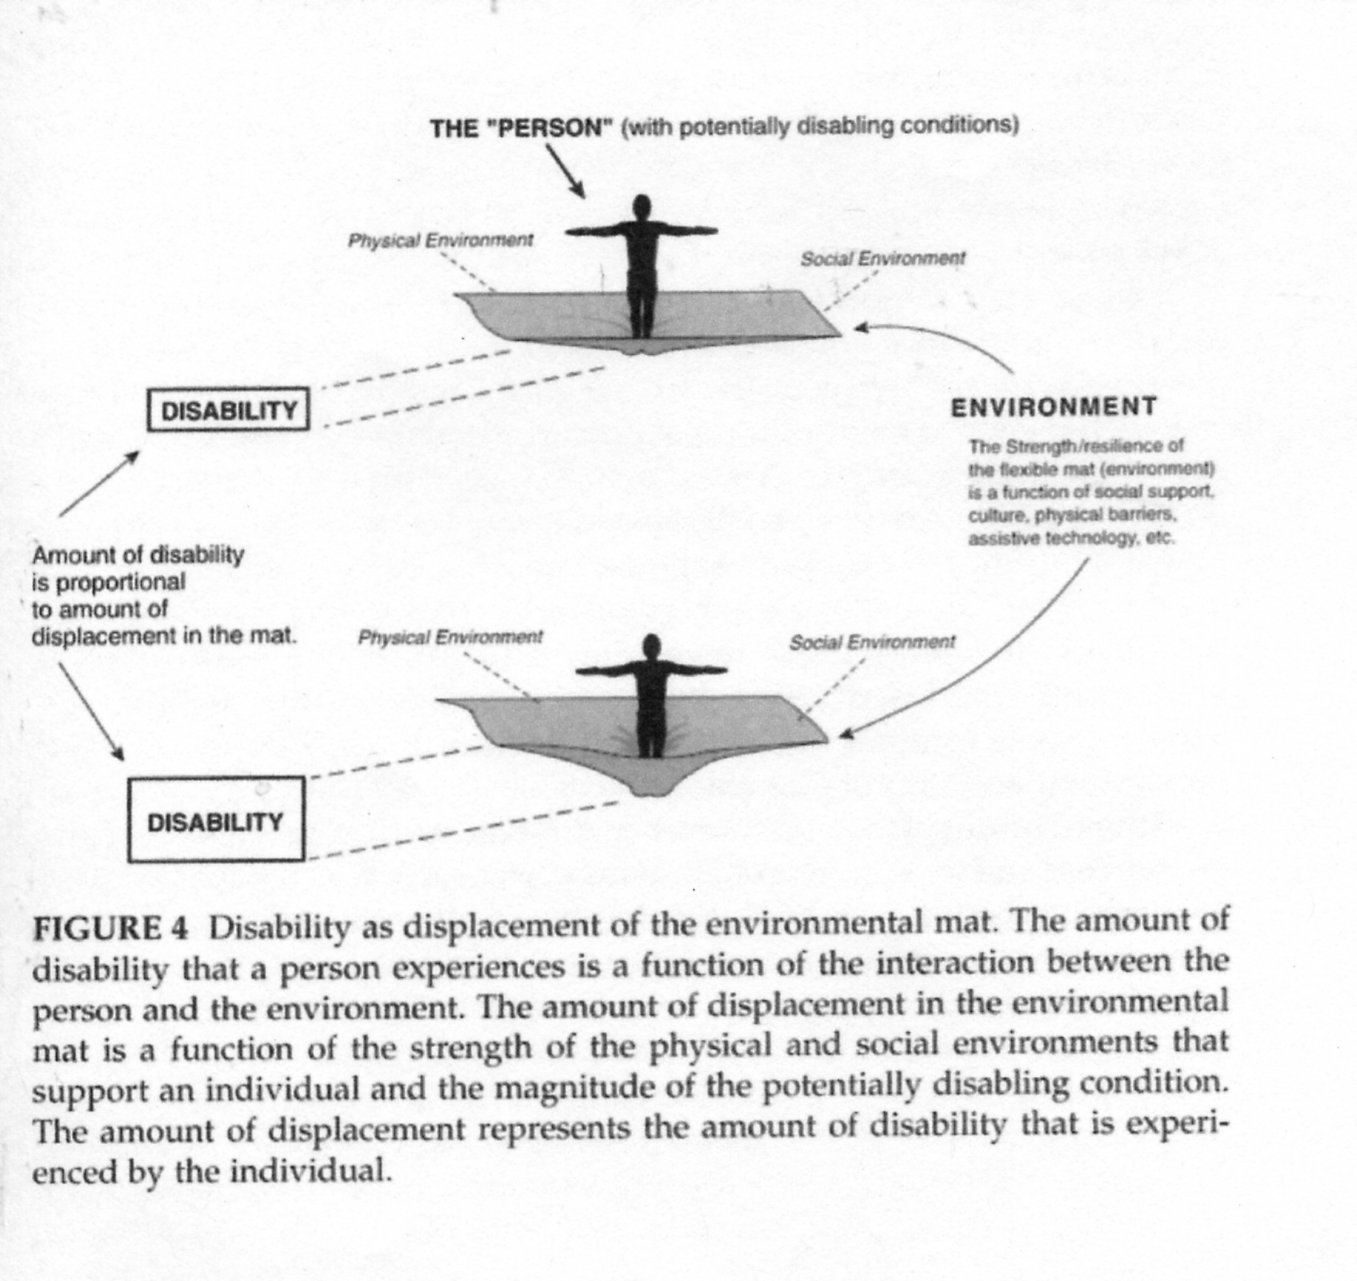 THE "PERSON" (with potentially disabling conditions)
Physical Environment
Social Environment
DISABILITY
ENVIRONMENT
The Strength/resilience of
the flexible mat (environment)
is a function of social support,
culture, physical barriers,
assistive technology, etc.
Amount of disability
is proportional
to amount of
displacement in the mat.
Physical Environment
Social Environment
DISABILITY
FIGURE 4 Disability as displacement of the environmental mat. The amount of
disability that a person experiences is a function of the interaction between the
person and the environment. The amount of displacement in the environmental
mat is a function of the strength of the physical and social environments that
support an individual and the magnitude of the potentially disabling condition.
The amount of displacement represents the amount of disability that is experi-
enced by the individual.